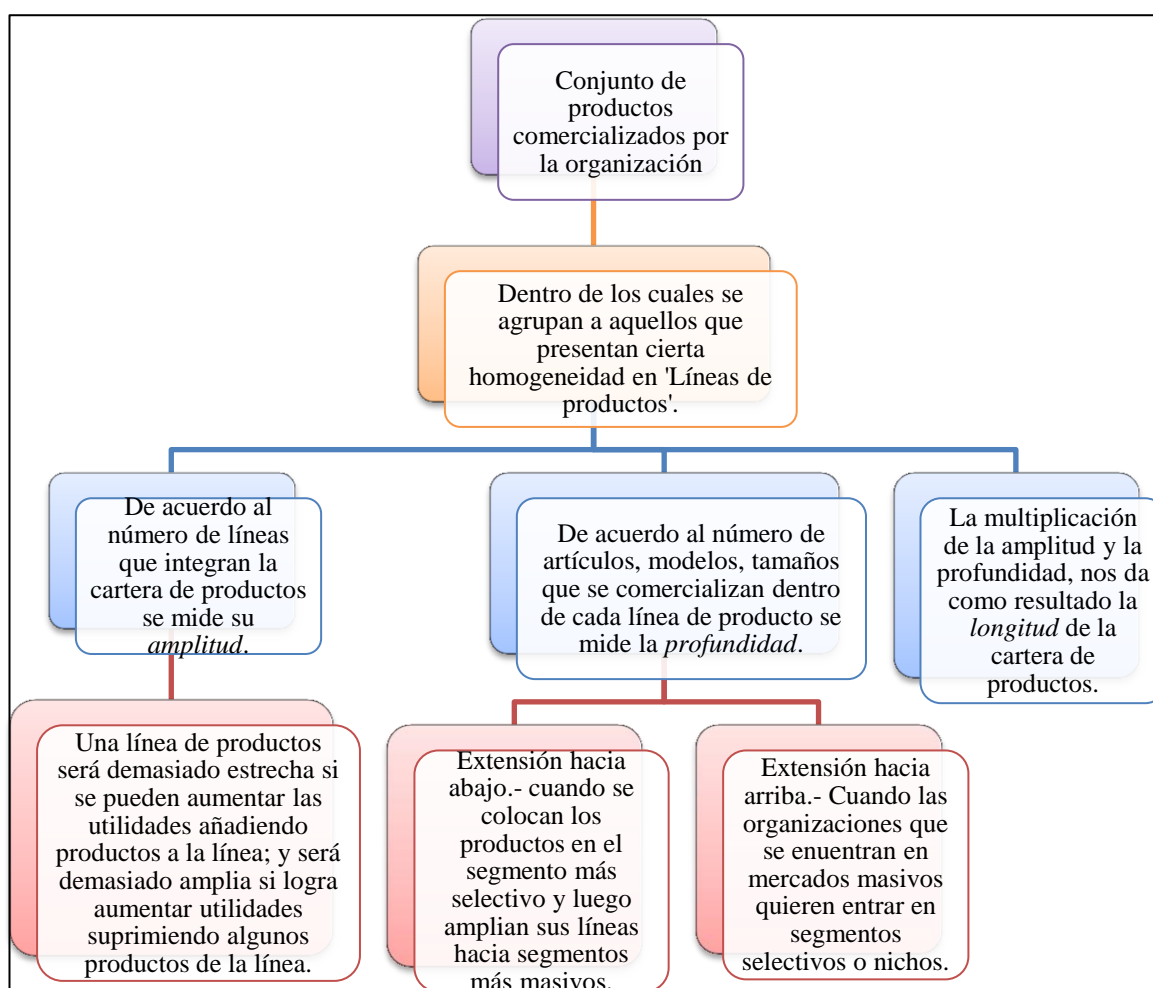 Conjunto de
productos
comercializados por
la organización
Dentro de los cuales se
agrupan a aquellos que
presentan cierta
homogeneidad en 'Líneas de
productos'.
De acuerdo al
número de líneas
que integran la
cartera de productos
se mide su
amplitud.
De acuerdo al número de
artículos, modelos, tamaños
que se comercializan dentro
de cada línea de producto se
mide la profundidad.
La multiplicación
de la amplitud y la
profundidad, nos da
como resultado la
longitud de la
cartera de
productos.
Una línea de productos
será demasiado estrecha si
se pueden aumentar las
utilidades añadiendo
productos a la línea; y será
demasiado amplia si logra
aumentar utilidades
suprimiendo algunos
productos de la línea.
Extensión hacia
abajo.- cuando se
colocan los
productos en el
segmento más
selectivo y luego
amplian sus líneas
hacia segmentos
más masivos.
Extensión hacia
arriba.- Cuando las
organizaciones que
se enuentran en
mercados masivos
quieren entrar en
segmentos
selectivos o nichos.